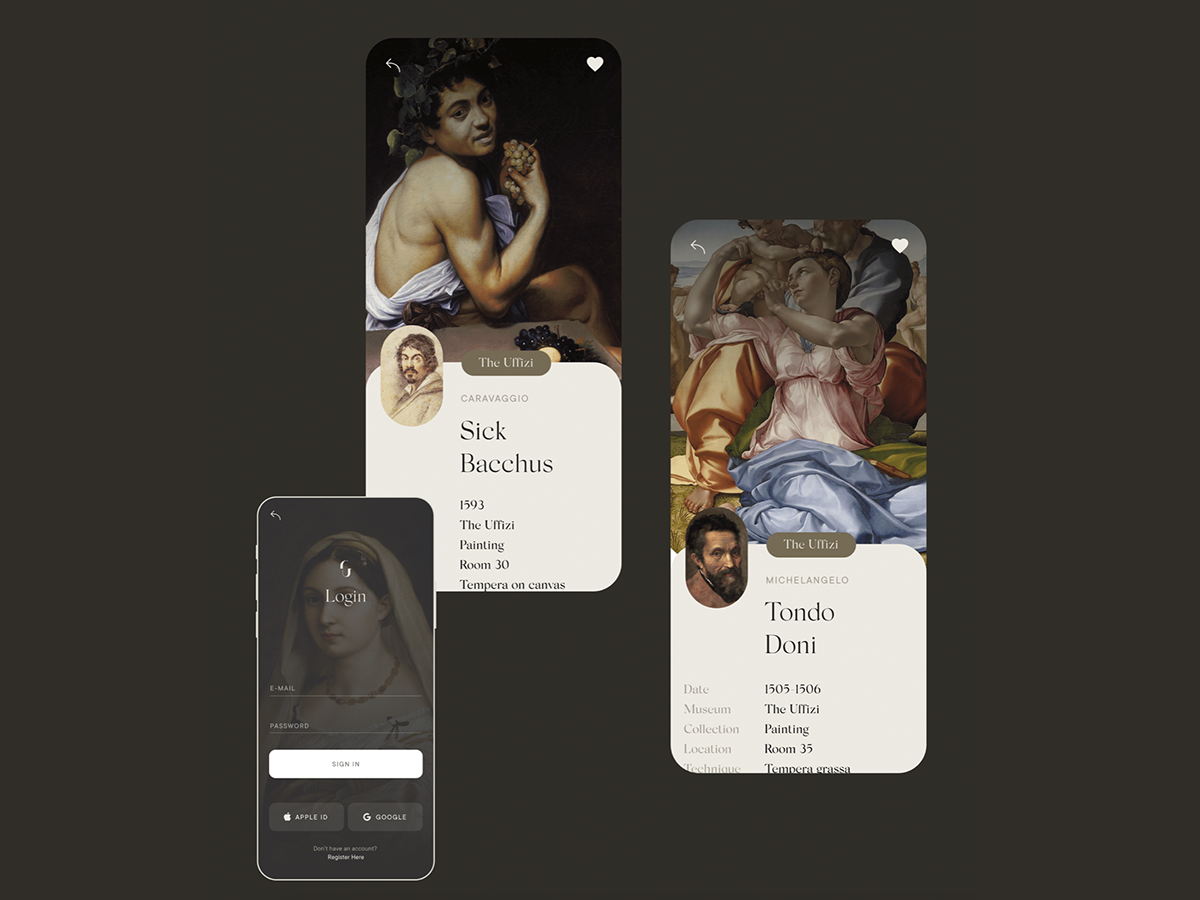 The Uffizi
CARAVAGGIO
Sick
Bacchus
1593
The Uffizi
Painting
Room 30
Tempera on canvas
Login
E-MAIL
PASSWORD
SIGN IN
APPLE ID
GOOGLE
Don't have an account?
Register Here
The Uffizi
MICHELANGELO
Tondo
Doni
Date 1505-1506
Museum The Uffizi
Collection Painting
Location Room 35
Technique Tempera grassa